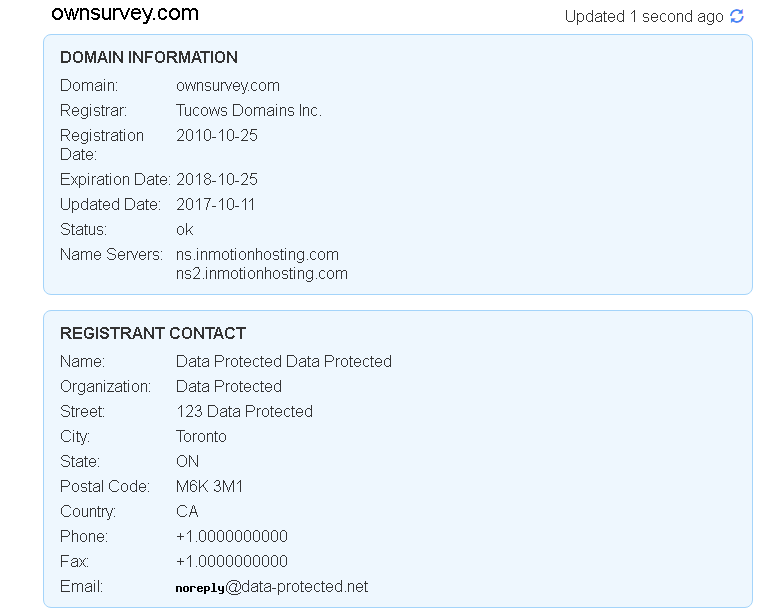 ownsurvey.com
Updated 1 second ago
DOMAIN INFORMATION
Domain: ownsurvey.com
Registrar: Tucows Domains Inc.
Registration 2010-10-25
Date:
Expiration Date: 2018-10-25
Updated Date: 2017-10-11
Status: ok
Name Servers: ns.inmotionhosting.com
ns2.inmotionhosting.com
REGISTRANT CONTACT
Name: Data Protected Data Protected
Organization: Data Protected
Street: 123 Data Protected
City: Toronto
State: ON
Postal Code: M6K 3M1
Country: CA
Phone: +1.0000000000
Fax: +1.0000000000
Email: noreply@data-protected.net